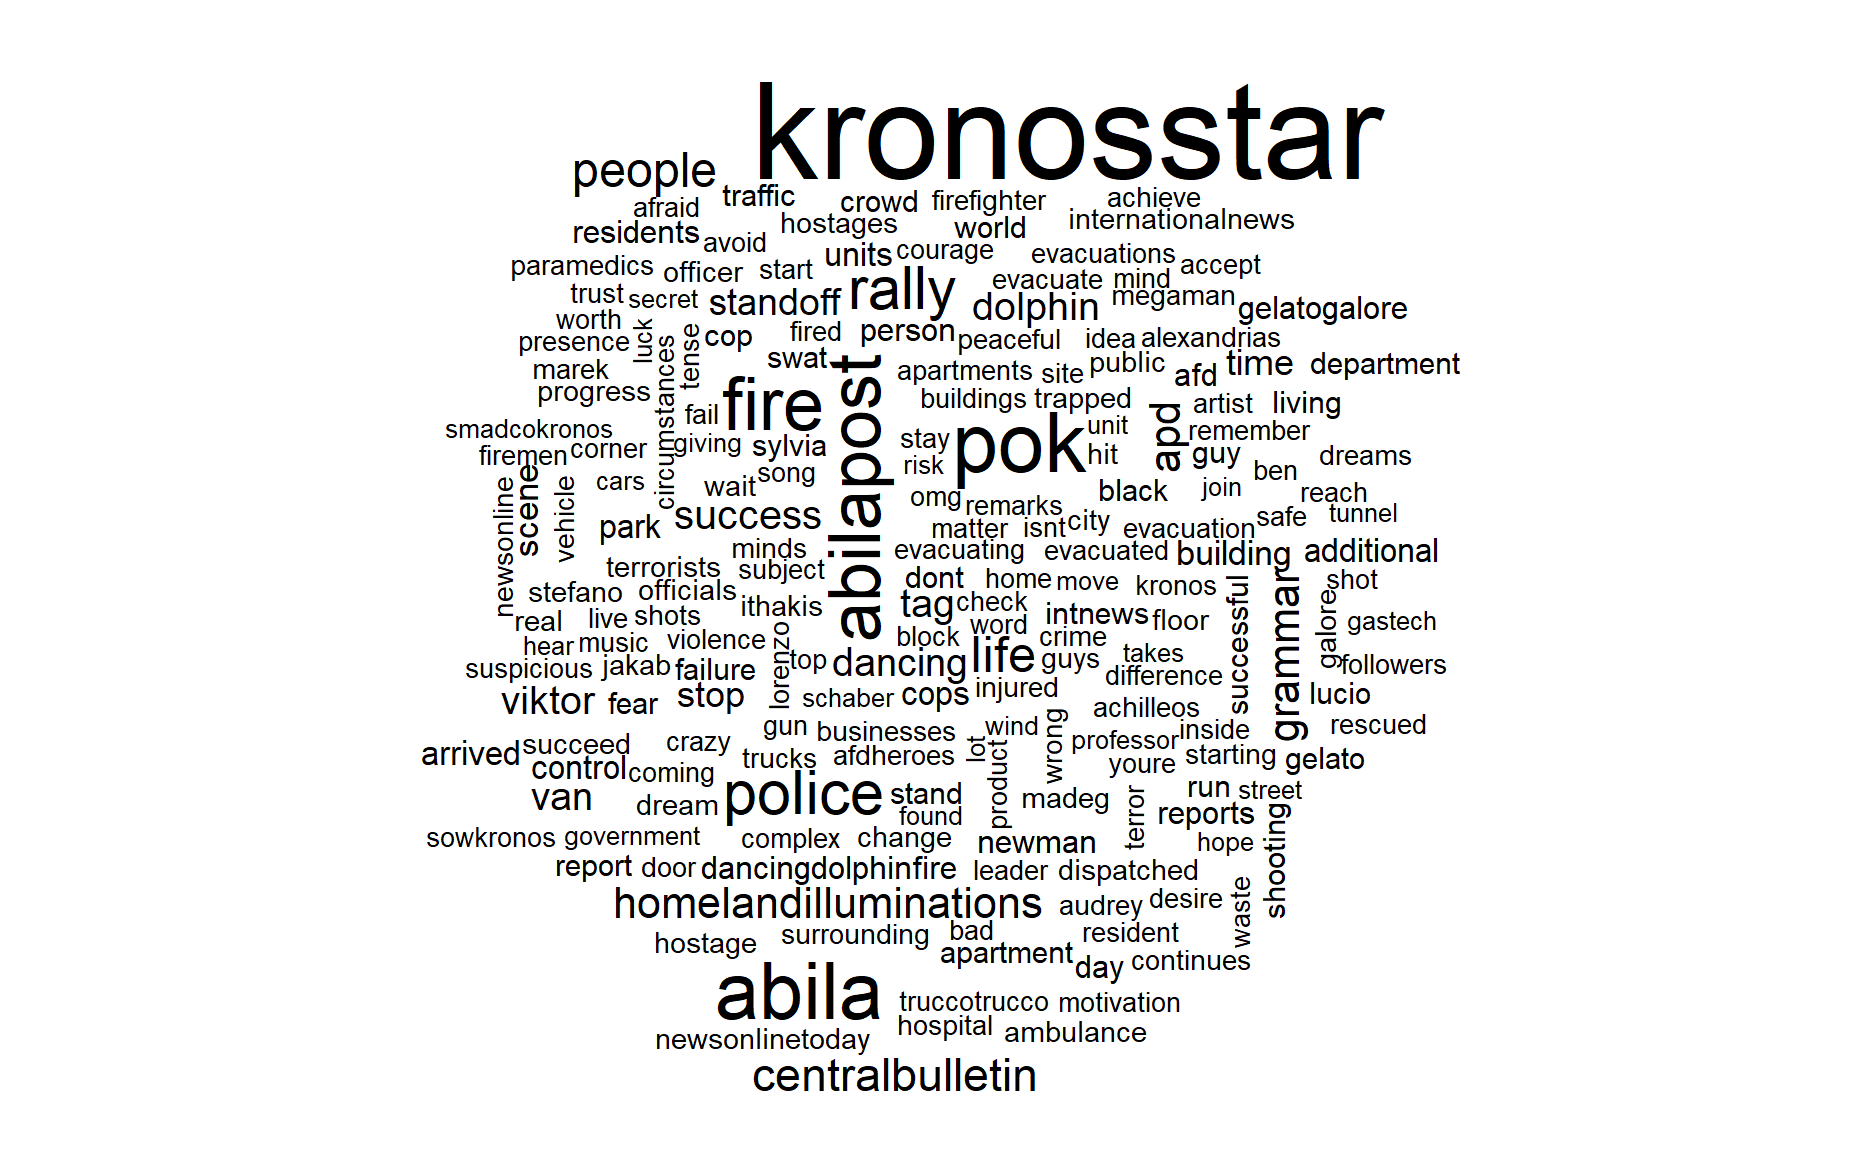 kronosstar
people
traffic
crowd
firefighter
achieve
afraid
hostages
world
internationalnews
residents
avoid
units
courage
evacuations
paramedics
officer
start
evacuate
mind
accept
trust
secret
standoff
rally
dolphin
megaman
gelatogalore
worth
luck
cop
fired
person
peaceful
idea
alexandrias
presence
circumstances
tense
swat
marek
apartments
site
public
afd
time
department
progress
fail
fire
abilapost
buildings
trapped
apd
artist
living
smadcokronos
giving
sylvia
stay
pok
unit
remember
firemen
corner
risk
hit
guy
ben
dreams
scene
cars
wait
song
black
join
reach
newsonline
vehicle
park
success
omg
remarks
city
safe
tunnel
matter
isnt
evacuation
minds
evacuating
evacuated
building
additional
terrorists
subject
dont
home
move
kronos
successful
grammar
shot
stefano
officials
ithakis
tag
check
intnews
floor
galore
gastech
real
live
shots
block
word
crime
hear
music
violence
lorenzo
top
dancing
life
guys
takes
followers
suspicious
jakab
failure
difference
viktor
fear
stop
schaber
cops
injured
lucio
achilleos
gun
businesses
wind
wrong
inside
rescued
arrived
succeed
crazy
trucks
afdheroes
lot
product
professor
starting
gelato
control
coming
youre
van
dream
police
stand
madeg
terror
run
street
found
reports
shooting
sowkronos
government
complex
change
newman
hope
report
door
dancingdolphinfire
leader
dispatched
homelandilluminations
audrey
desire
waste
hostage
surrounding
bad
resident
apartment
day
continues
abila
truccotrucco
motivation
newsonlinetoday
hospital
ambulance
centralbulletin